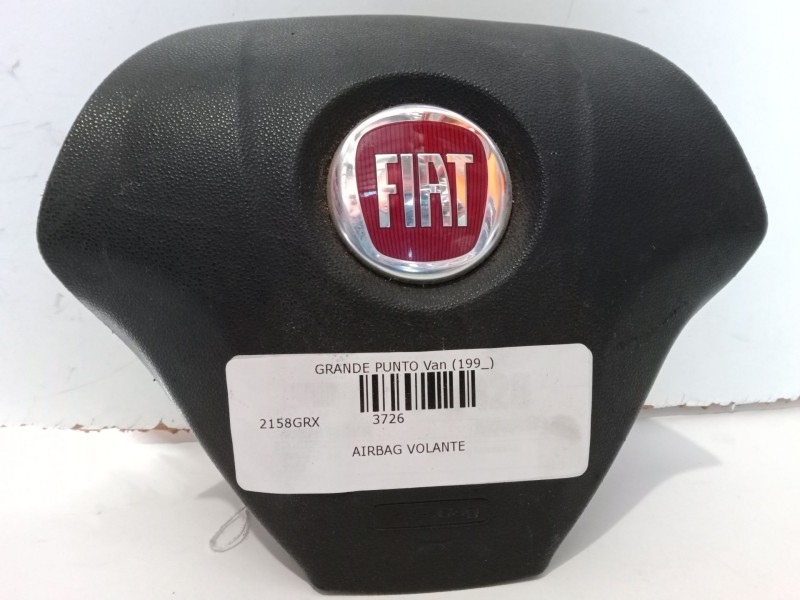 FIAT
GRANDE PUNTO Van (199_)
2158GRX 3726
AIRBAG VOLANTE